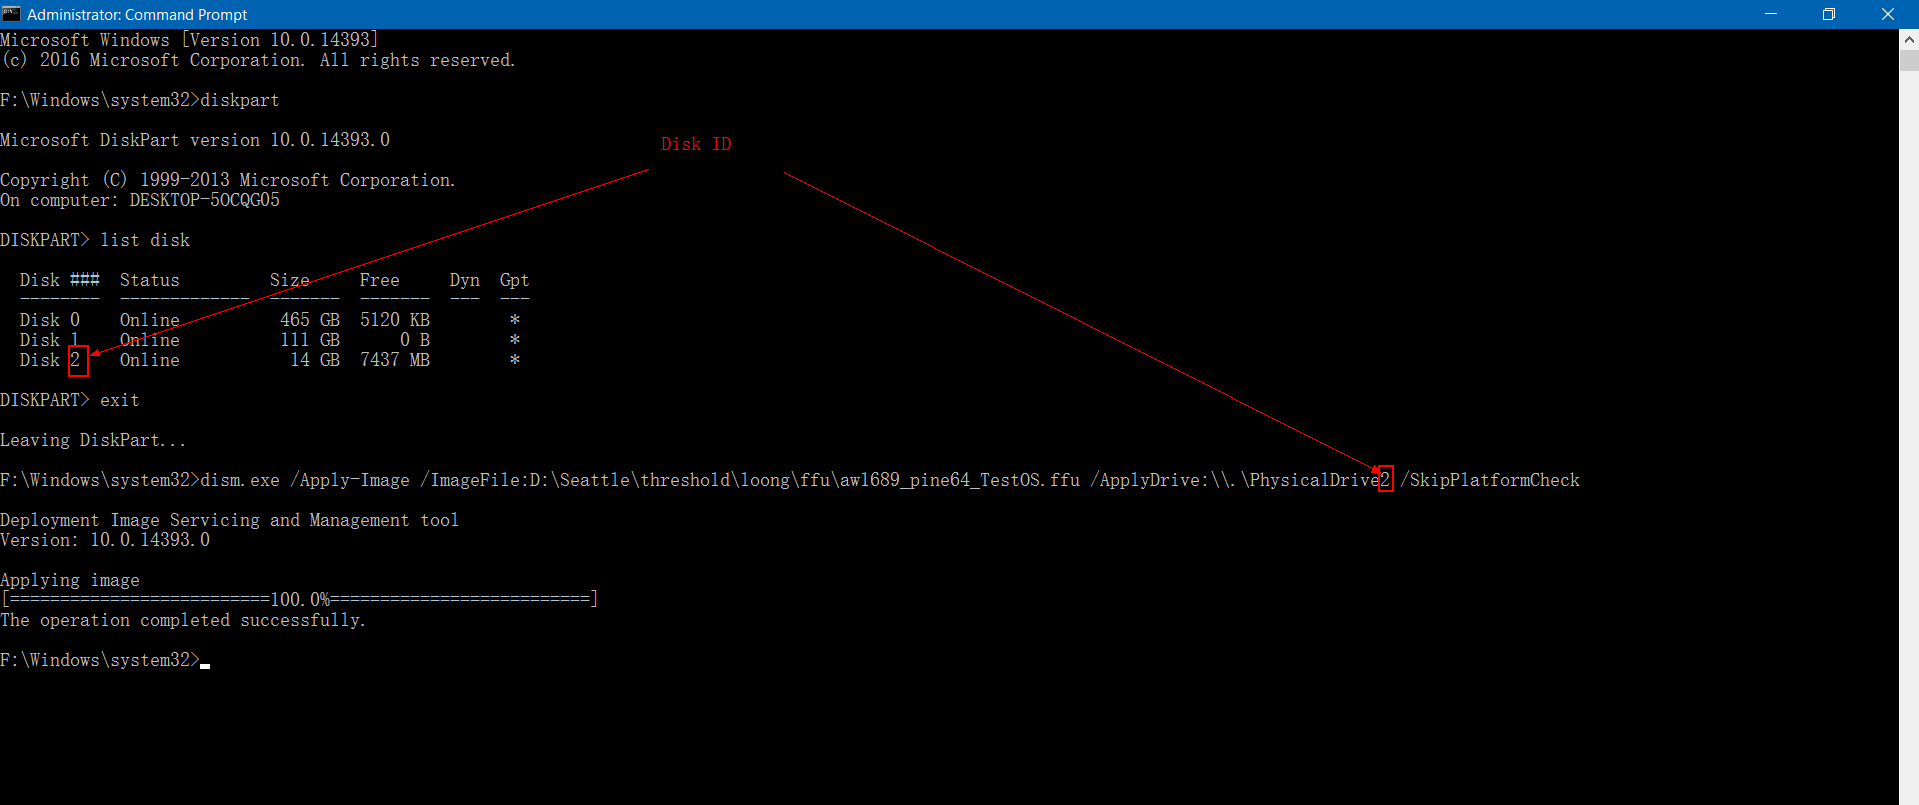 Administrator: Command Prompt
Microsoft Windows [Version 10.0.14393]
(c) 2016 Microsoft Corporation. All rights reserved.
F:\Windows\system32>diskpart
Microsoft DiskPart version 10.0.14393.0
Disk ID
Copyright (C) 1999-2013 Microsoft Corporation.
On computer: DESKTOP-5OCQG05
DISKPART> list disk
  Disk ###  Status         Size     Free     Dyn  Gpt
  --------  -------------  -------  -------  ---  ---
  Disk 0    Online          465 GB  5120 KB        *
  Disk 1    Online          111 GB      0 B        *
  Disk 2    Online           14 GB  7437 MB        *
DISKPART> exit
Leaving DiskPart...
F:\Windows\system32>dism.exe /Apply-Image /ImageFile:D:\Seattle\threshold\loong\ffu\aw1689_pine64_TestOS.ffu /ApplyDrive:\\.\PhysicalDrive2 /SkipPlatformCheck
Deployment Image Servicing and Management tool
Version: 10.0.14393.0
Applying image
[==========================100.0%==========================]
The operation completed successfully.
F:\Windows\system32>